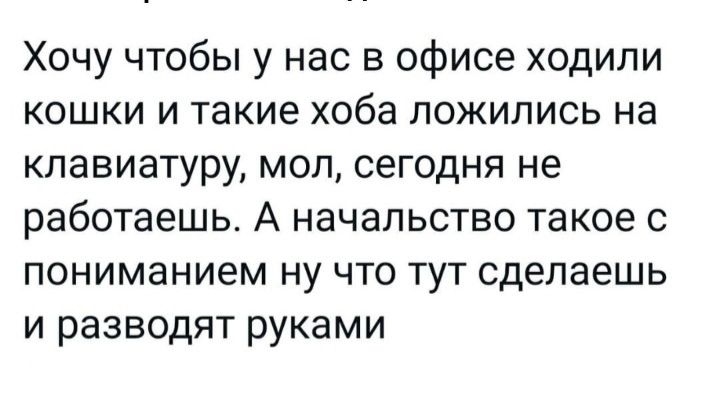 Хочу чтобы у нас в офисе ходили
кошки и такие хоба ложились на
клавиатуру, мол, сегодня не
работаешь. А начальство такое с
пониманием ну что тут сделаешь
и разводят руками